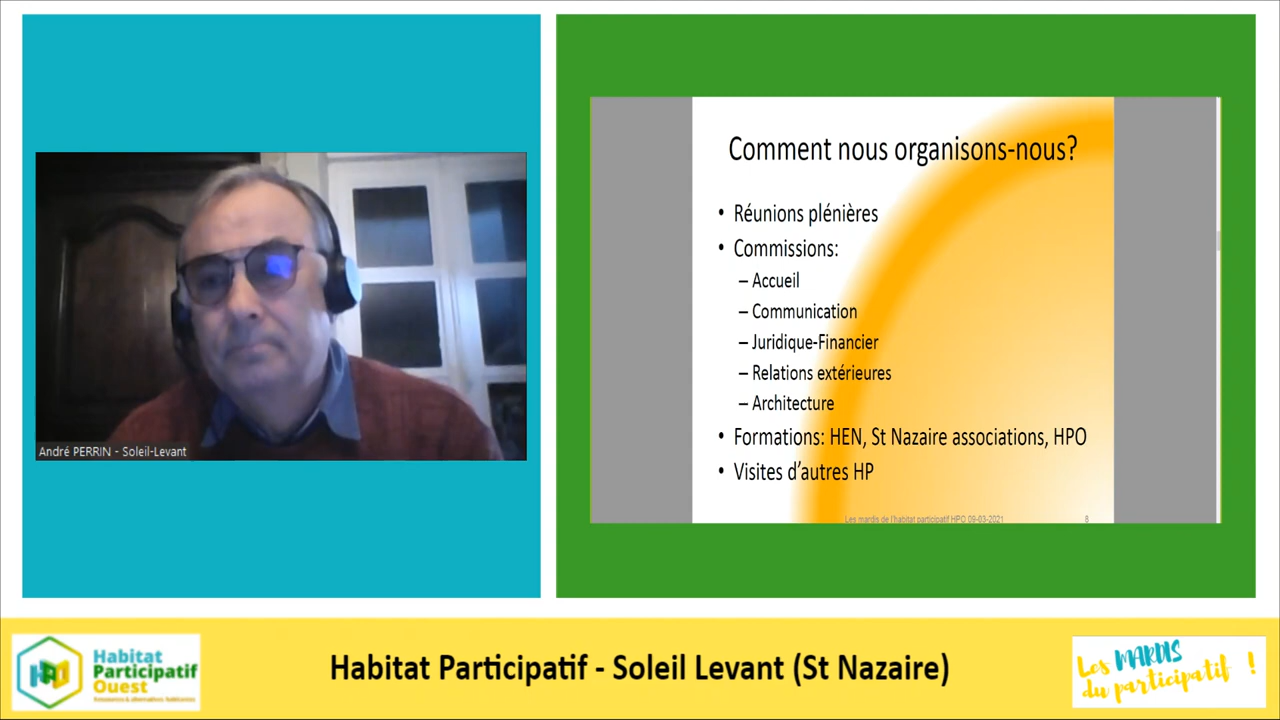 André PERRIN - Soleil-Levant
Comment nous organisons-nous?
• Réunions plénières
• Commissions:
– Accueil
– Communication
– Juridique-Financier
– Relations extérieures
– Architecture
• Formations: HEN, St Nazaire associations, HPO
• Visites d'autres HP
Les mardis de l'habitat participatif HPO 09-03-2021
8
HPO
Habitat
Participatif
Ouest
Habitat Participatif - Soleil Levant (St Nazaire)
Les MARDIS
du participatif !